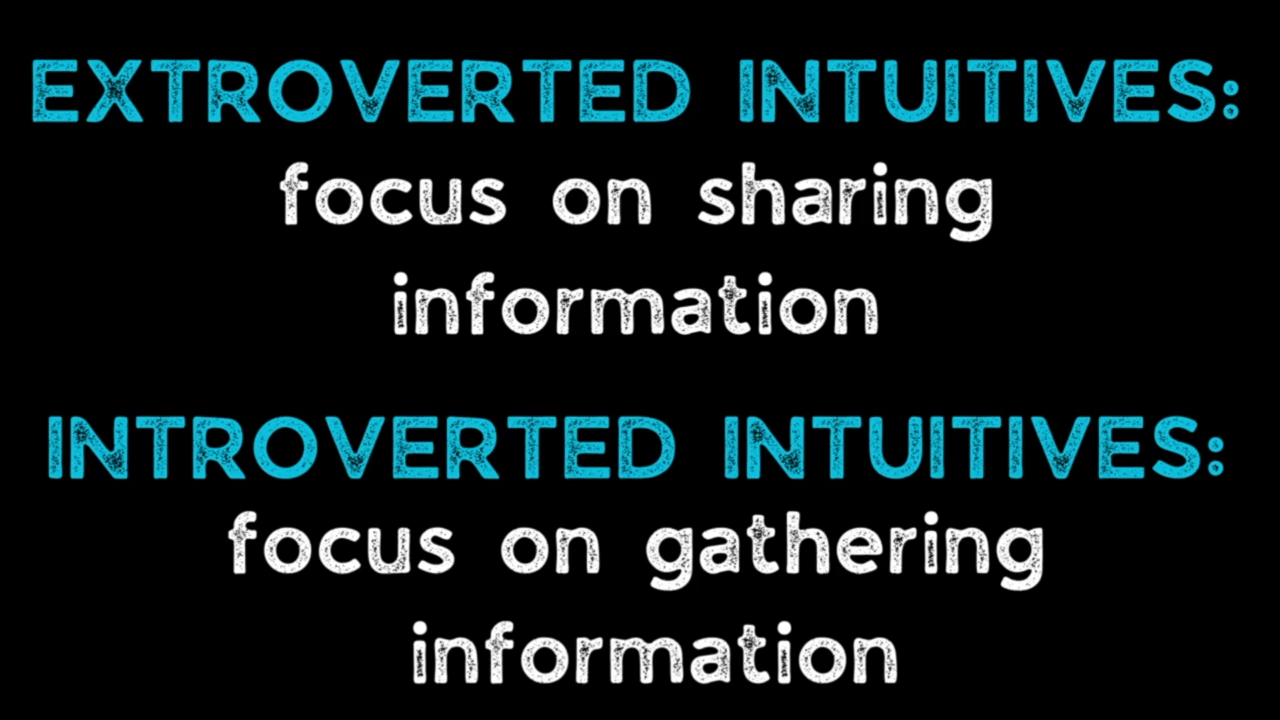 EXTROVERTED INTUITIVES:
focus on sharing
information
INTROVERTED INTUITIVES:
focus on gathering
information